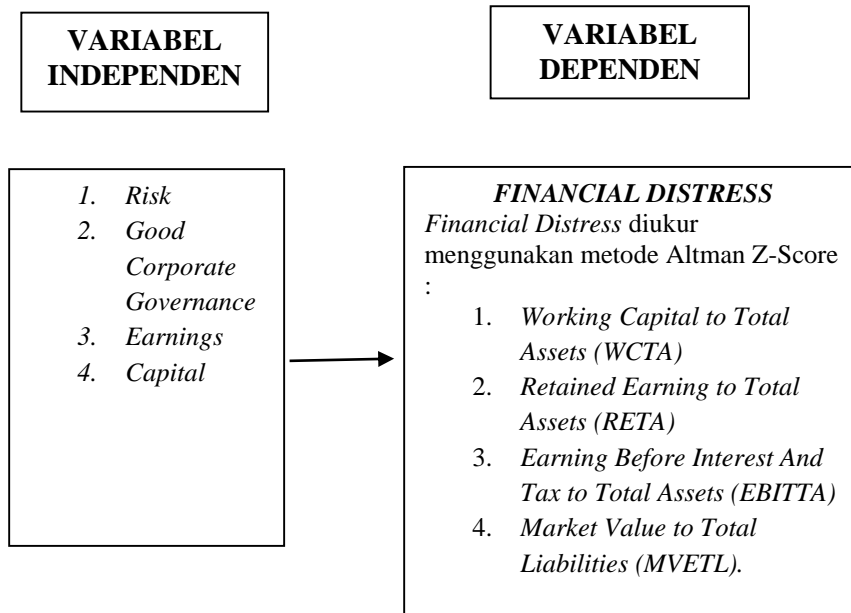 VARIABEL
INDEPENDEN
VARIABEL
DEPENDEN
1. Risk
2. Good
Corporate
Governance
3. Earnings
4. Capital
FINANCIAL DISTRESS
Financial Distress diukur
menggunakan metode Altman Z-Score
:
1. Working Capital to Total
Assets (WCTA)
2. Retained Earning to Total
Assets (RETA)
3. Earning Before Interest And
Tax to Total Assets (EBITTA)
4. Market Value to Total
Liabilities (MVETL).